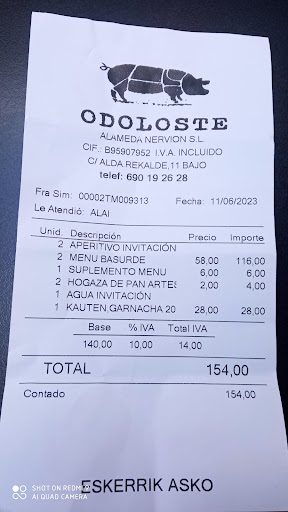 ODOLOSTE
ALAMEDA NERVION S.L.
CIF.: B95907952 I.V.A. INCLUIDO
C/ ALDA.REKALDE,11 BAJO
telef: 690 19 26 28
Fra Sim: 00002TM009313 Fecha: 11/06/2023
Le Atendió: ALAI
Unid. Descripción Precio Importe
2 APERITIVO INVITACIÓN
2 MENU BASURDE 58,00 116,00
1 SUPLEMENTO MENU 6,00 6,00
2 HOGAZA DE PAN ARTES 2,00 4,00
1 AGUA INVITACIÓN
1 KAUTEN,GARNACHA 20 28,00 28,00
Base % IVA Total IVA
140,00 10,00 14,00
TOTAL 154,00
Contado 154,00
ESKERRIK ASKO
SHOT ON REDMI
AI QUAD CAMERA